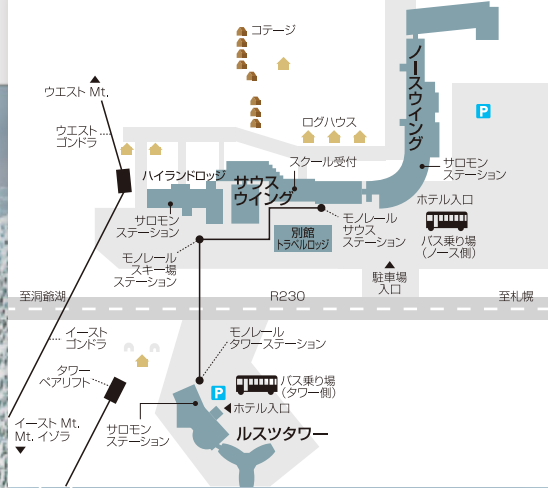 コテージ
ノースウイング
ウエスト Mt.
P
ウエスト
ゴンドラ
ログハウス
スクール受付
サロモン
ステーション
ハイランドロッジ
サウス
ウイング
ホテル入口
サロモン
ステーション
モノレール
サウス
ステーション
別館
トラベルロッジ
バス乗り場
(ノース側)
モノレール
スキー場
ステーション
駐車場
入口
至洞爺湖
R230
至札幌
イースト
ゴンドラ
モノレール
タワーステーション
タワー
ペアリフト
P
バス乗り場
(タワー側)
ホテル入口
イースト Mt.
Mt. イゾラ
サロモン
ステーション
ルスツタワー